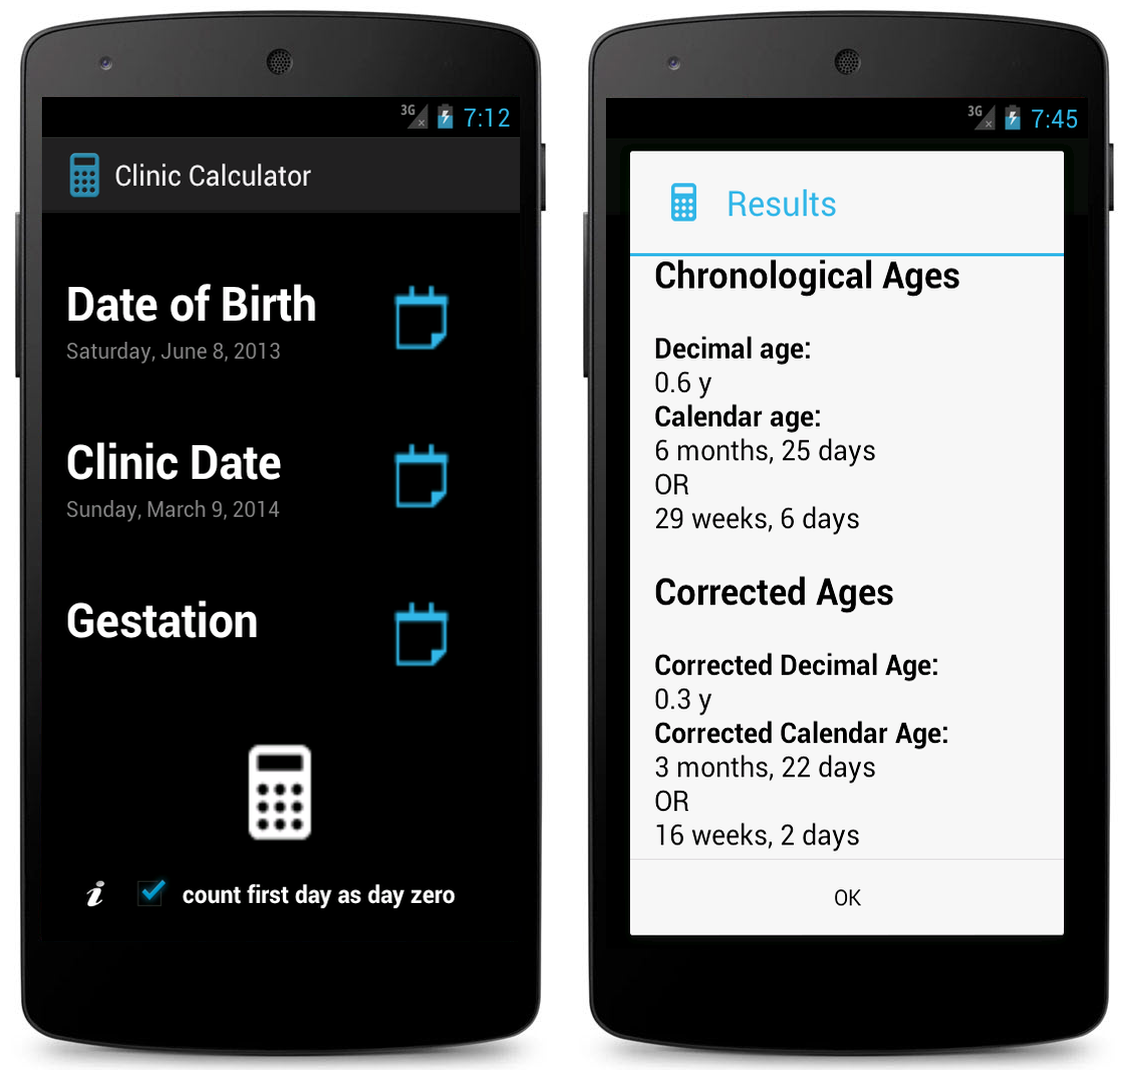 3G 7:12
Clinic Calculator
Date of Birth
Saturday, June 8, 2013
Clinic Date
Sunday, March 9, 2014
Gestation
i count first day as day zero
3G 7:45
Results
Chronological Ages
Decimal age:
0.6 y
Calendar age:
6 months, 25 days
OR
29 weeks, 6 days
Corrected Ages
Corrected Decimal Age:
0.3 y
Corrected Calendar Age:
3 months, 22 days
OR
16 weeks, 2 days
OK